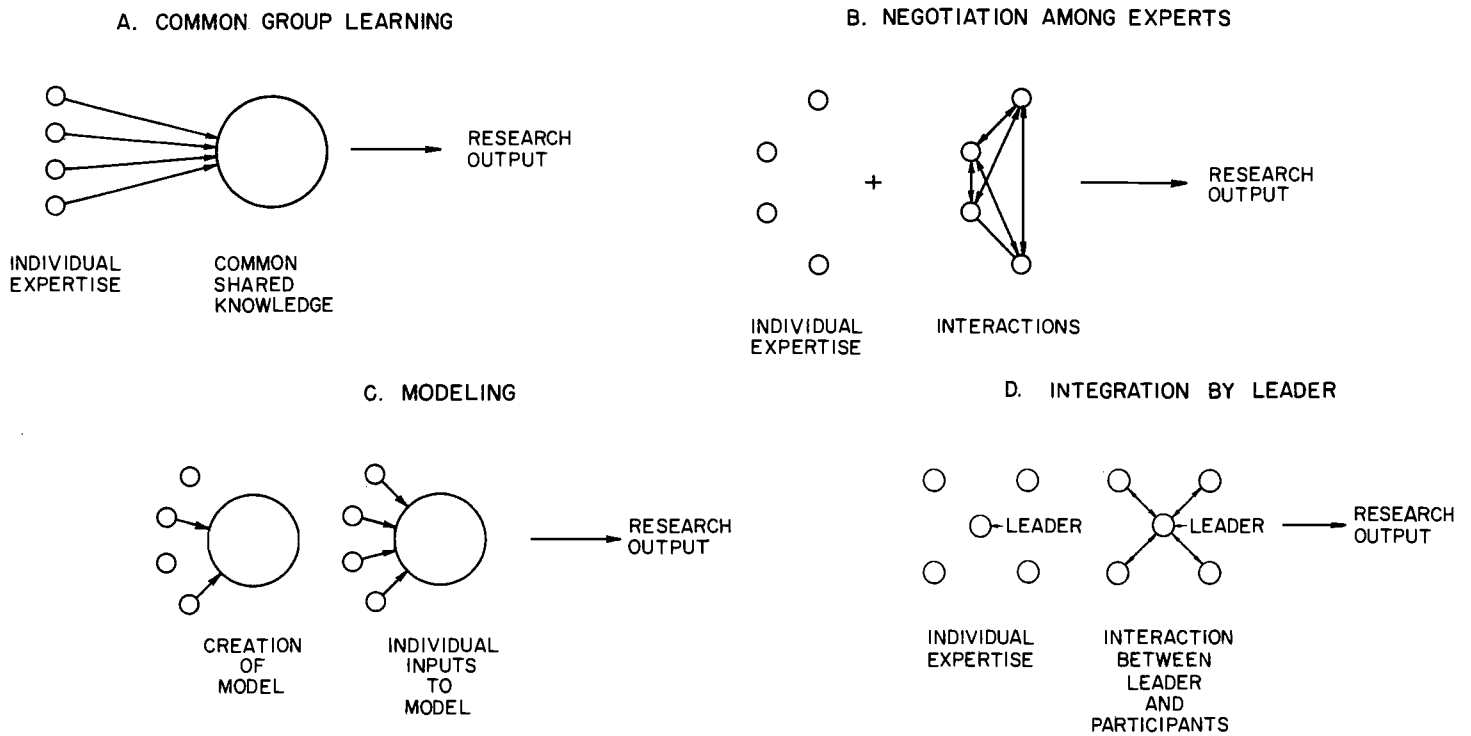 A. COMMON GROUP LEARNING
RESEARCH
OUTPUT
INDIVIDUAL
EXPERTISE
COMMON
SHARED
KNOWLEDGE
B. NEGOTIATION AMONG EXPERTS
+
RESEARCH
OUTPUT
INDIVIDUAL
EXPERTISE
INTERACTIONS
C. MODELING
RESEARCH
OUTPUT
CREATION
OF
MODEL
INDIVIDUAL
INPUTS
TO
MODEL
D. INTEGRATION BY LEADER
LEADER
LEADER
RESEARCH
OUTPUT
INDIVIDUAL
EXPERTISE
INTERACTION
BETWEEN
LEADER
AND
PARTICIPANTS